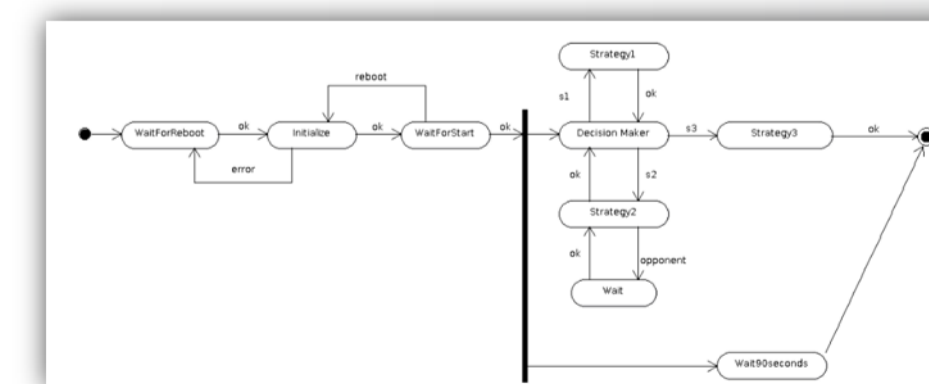 Strategy1
reboot
s1
ok
WaitForReboot
ok
Initialize
ok
WaitForStart
ok
Decision Maker
s3
Strategy3
ok
error
ok
s2
Strategy2
ok
opponent
Wait
Wait90seconds